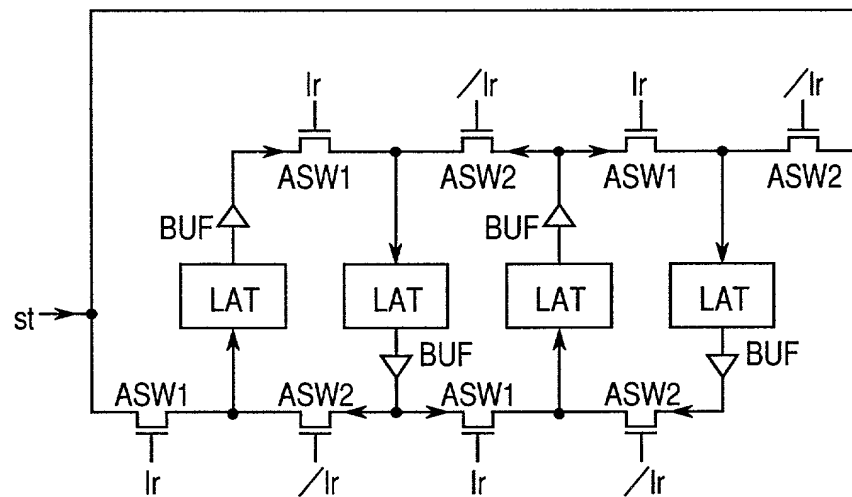 Ir /Ir Ir /Ir
ASW1 ASW2 ASW1 ASW2
BUF BUF
LAT LAT LAT LAT
st
BUF BUF
ASW1 ASW2 ASW1 ASW2
Ir /Ir Ir /Ir